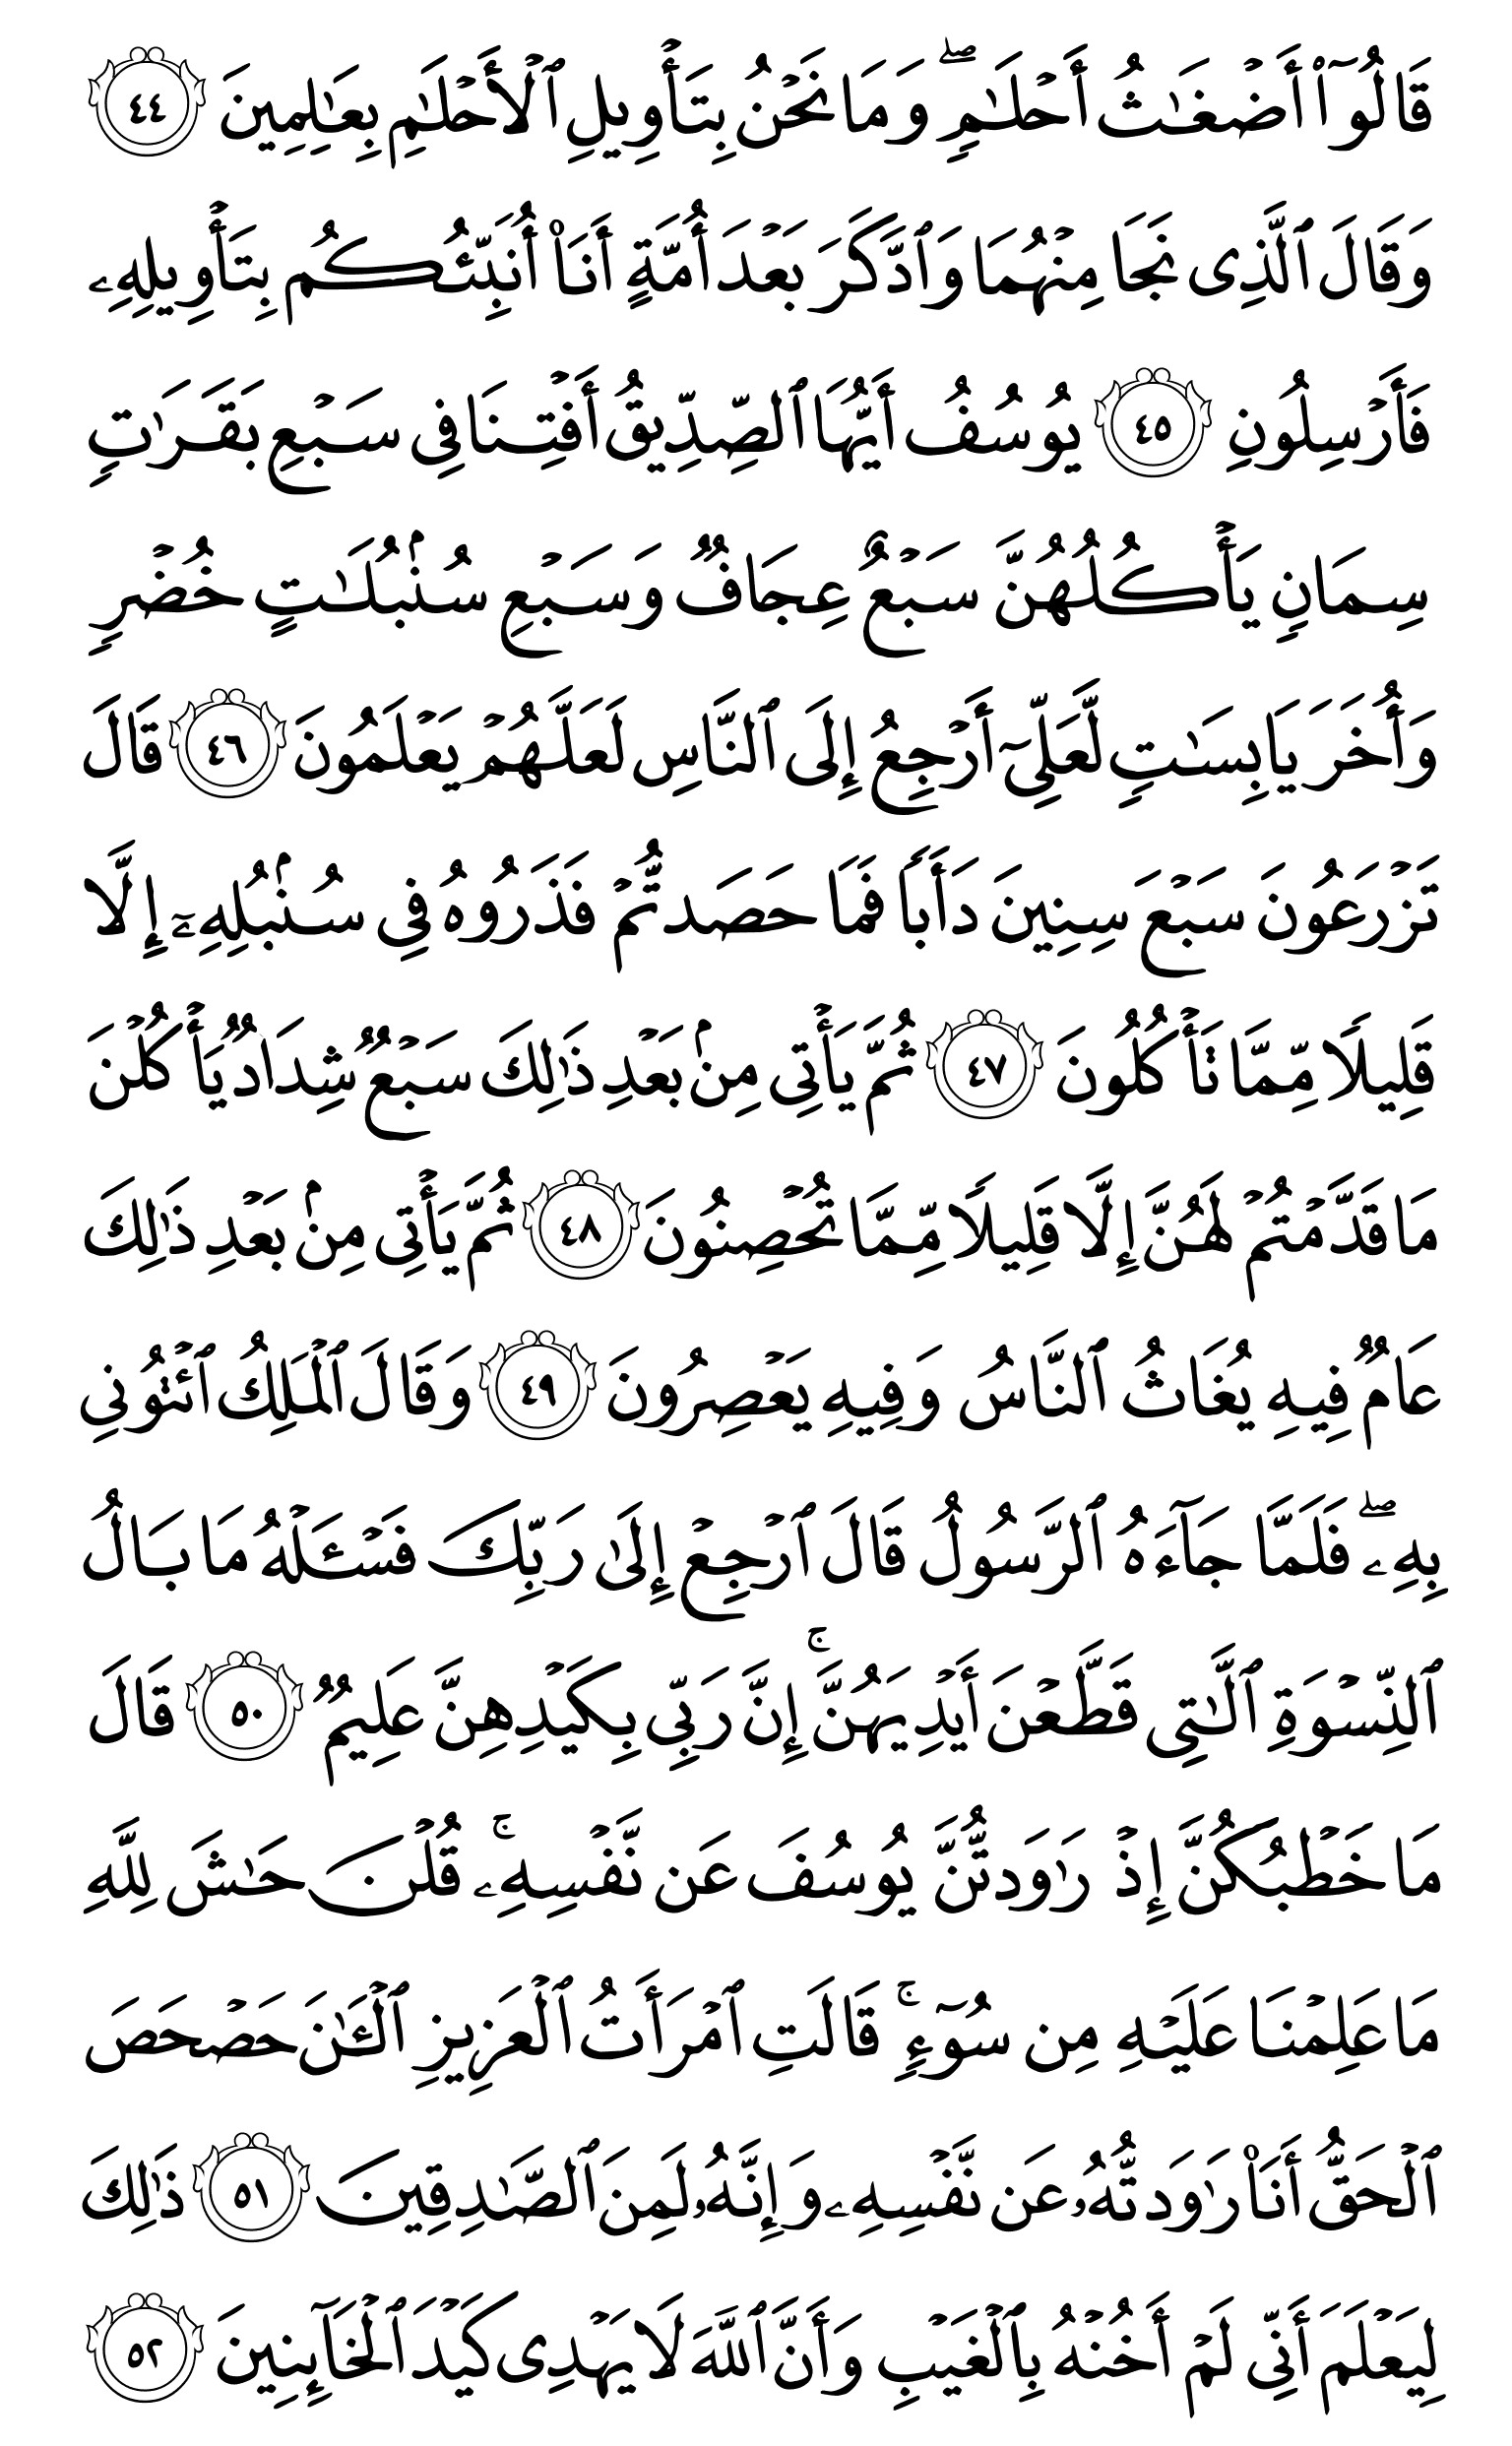 قَالُوٓا۟ أَضْغَـٰثُ أَحْلَـٰمٍ ۖ وَمَا نَحْنُ بِتَأْوِيلِ ٱلْأَحْلَـٰمِ بِعَـٰلِمِينَ ٤٤
وَقَالَ ٱلَّذِى نَجَا مِنْهُمَا وَٱدَّكَرَ بَعْدَ أُمَّةٍ أَنَا۠ أُنَبِّئُكُم بِتَأْوِيلِهِۦ
فَأَرْسِلُونِ ٤٥ يُوسُفُ أَيُّهَا ٱلصِّدِّيقُ أَفْتِنَا فِى سَبْعِ بَقَرَٰتٍ
سِمَانٍ يَأْكُلُهُنَّ سَبْعٌ عِجَافٌ وَسَبْعِ سُنۢبُلَـٰتٍ خُضْرٍ
وَأُخَرَ يَابِسَـٰتٍ لَّعَلِّىٓ أَرْجِعُ إِلَى ٱلنَّاسِ لَعَلَّهُمْ يَعْلَمُونَ ٤٦ قَالَ
تَزْرَعُونَ سَبْعَ سِنِينَ دَأَبًا فَمَا حَصَدتُّمْ فَذَرُوهُ فِى سُنۢبُلِهِۦٓ إِلَّا
قَلِيلًا مِّمَّا تَأْكُلُونَ ٤٧ ثُمَّ يَأْتِى مِنۢ بَعْدِ ذَٰلِكَ سَبْعٌ شِدَادٌ يَأْكُلْنَ
مَا قَدَّمْتُمْ لَهُنَّ إِلَّا قَلِيلًا مِّمَّا تُحْصِنُونَ ٤٨ ثُمَّ يَأْتِى مِنۢ بَعْدِ ذَٰلِكَ
عَامٌ فِيهِ يُغَاثُ ٱلنَّاسُ وَفِيهِ يَعْصِرُونَ ٤٩ وَقَالَ ٱلْمَلِكُ ٱئْتُونِى
بِهِۦ ۖ فَلَمَّا جَآءَهُ ٱلرَّسُولُ قَالَ ٱرْجِعْ إِلَىٰ رَبِّكَ فَسْـَٔلْهُ مَا بَالُ
ٱلنِّسْوَةِ ٱلَّـٰتِى قَطَّعْنَ أَيْدِيَهُنَّ ۚ إِنَّ رَبِّى بِكَيْدِهِنَّ عَلِيمٌ ٥٠ قَالَ
مَا خَطْبُكُنَّ إِذْ رَٰوَدتُّنَّ يُوسُفَ عَن نَّفْسِهِۦ ۚ قُلْنَ حَـٰشَ لِلَّهِ
مَا عَلِمْنَا عَلَيْهِ مِن سُوٓءٍ ۚ قَالَتِ ٱمْرَأَتُ ٱلْعَزِيزِ ٱلْـَٔـٰنَ حَصْحَصَ
ٱلْحَقُّ أَنَا۠ رَٰوَدتُّهُۥ عَن نَّفْسِهِۦ وَإِنَّهُۥ لَمِنَ ٱلصَّـٰدِقِينَ ٥١ ذَٰلِكَ
لِيَعْلَمَ أَنِّى لَمْ أَخُنْهُ بِٱلْغَيْبِ وَأَنَّ ٱللَّهَ لَا يَهْدِى كَيْدَ ٱلْخَآئِنِينَ ٥٢